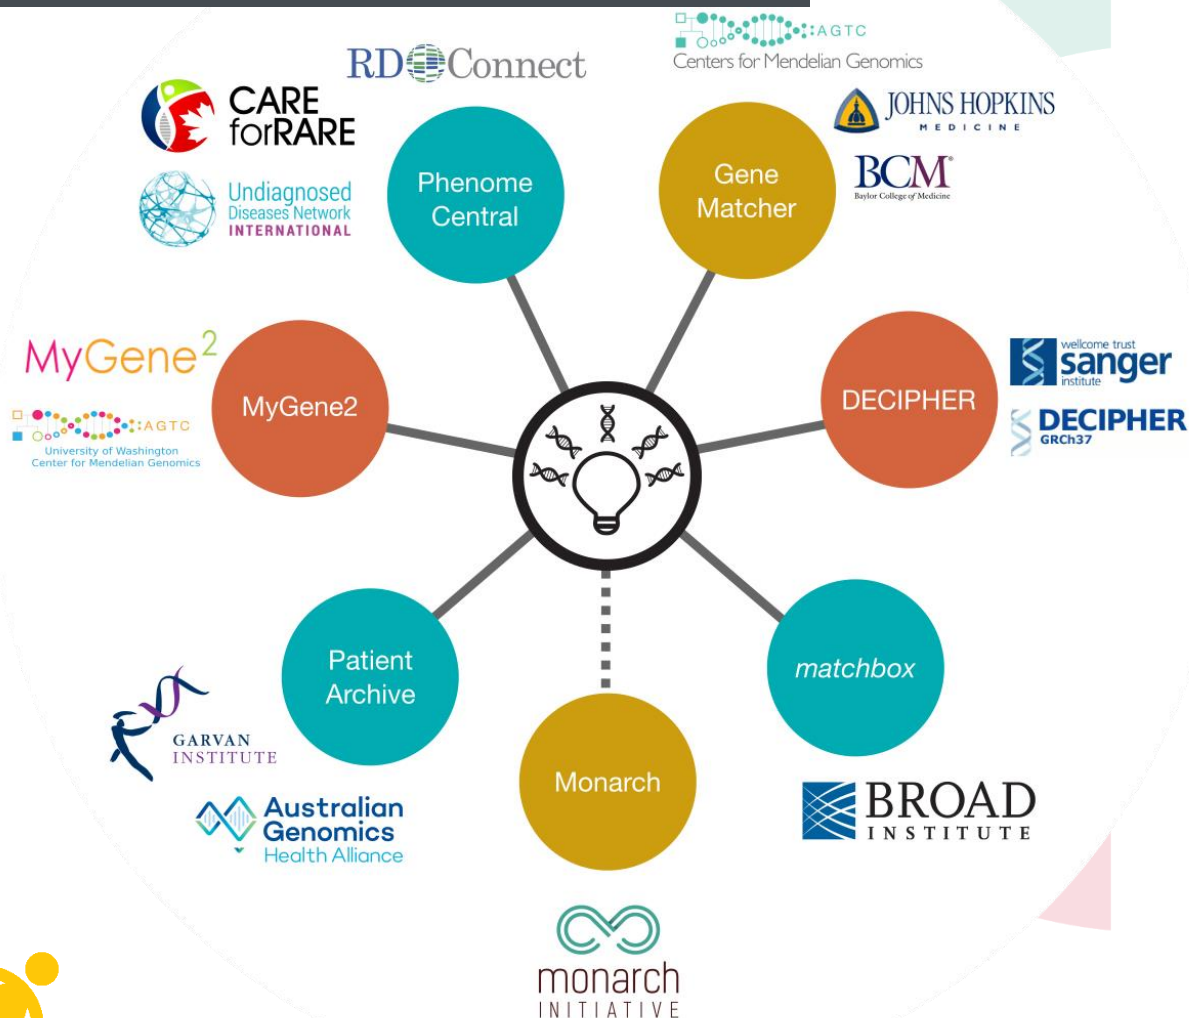 AGTC
Centers for Mendelian Genomics
RD Connect
CARE
forRARE
JOHNS HOPKINS
MEDICINE
Phenome
Central
Gene
Matcher
BCM®
Baylor College of Medicine
Undiagnosed
Diseases Network
INTERNATIONAL
MyGene2
MyGene2
DECIPHER
wellcome trust
sanger
institute
DECIPHER
GRCh37
AGTC
University of Washington
Center for Mendelian Genomics
Patient
Archive
matchbox
GARVAN
INSTITUTE
Monarch
Australian
Genomics
Health Alliance
BROAD
INSTITUTE
monarch
INITIATIVE